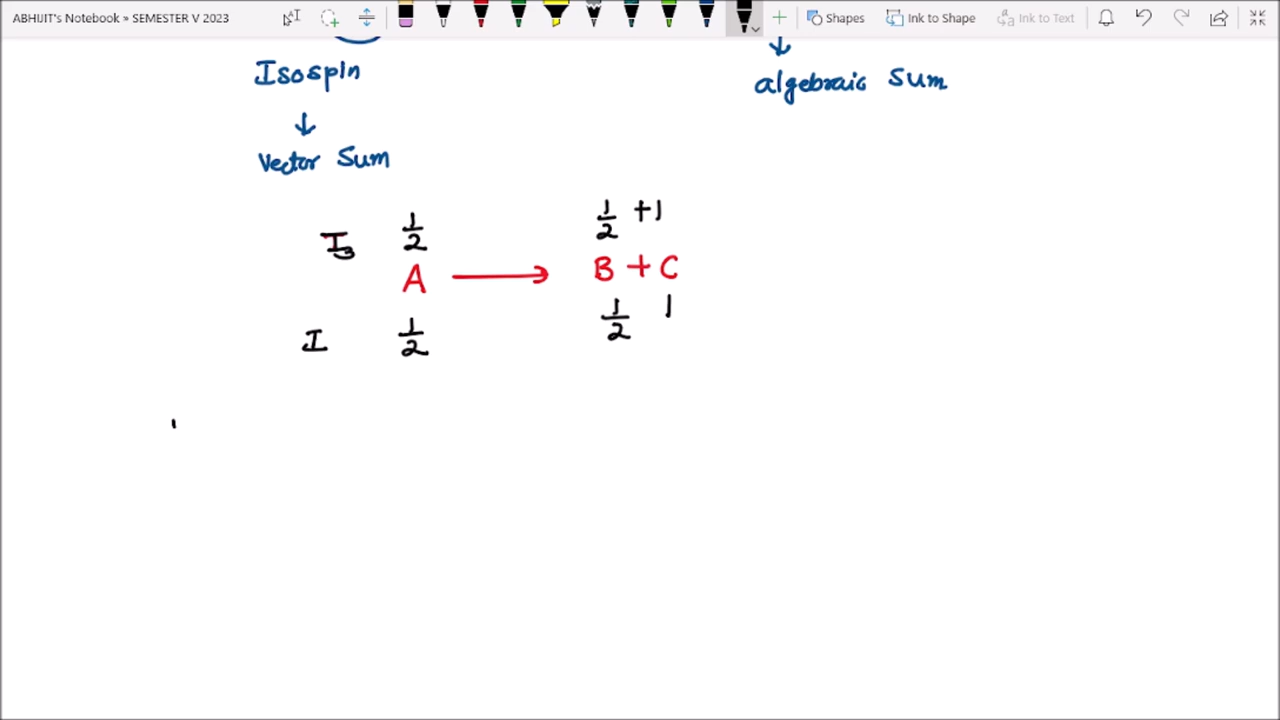 ABHIJIT's Notebook » SEMESTER V 2023
Shapes
Ink to Shape
Ink to Text
Isospin
↓
Vector Sum
↓
algebraic Sum
I₃ 1/2 1/2 +1
A → B + C
I 1/2 1/2 1